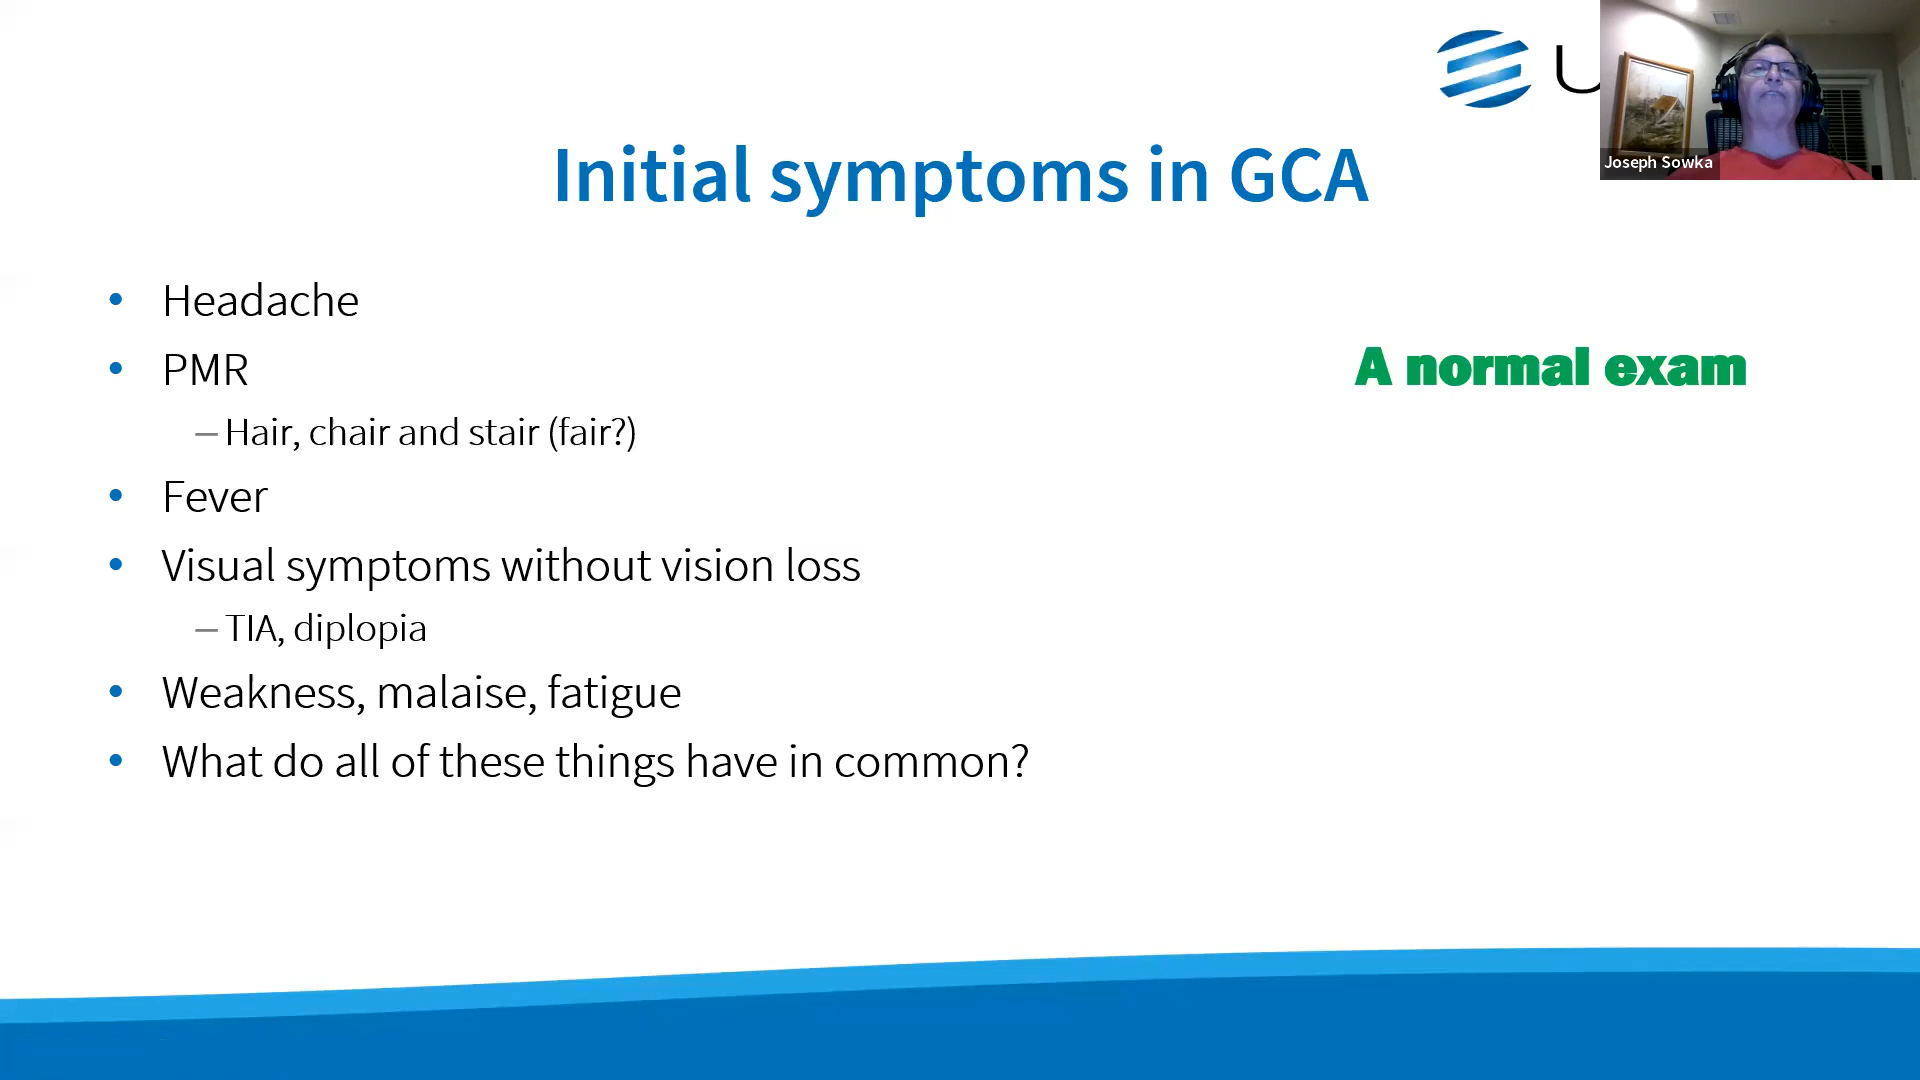 U
Joseph Sowka
Initial symptoms in GCA
• Headache
• PMR
– Hair, chair and stair (fair?)
• Fever
• Visual symptoms without vision loss
– TIA, diplopia
• Weakness, malaise, fatigue
• What do all of these things have in common?
A normal exam